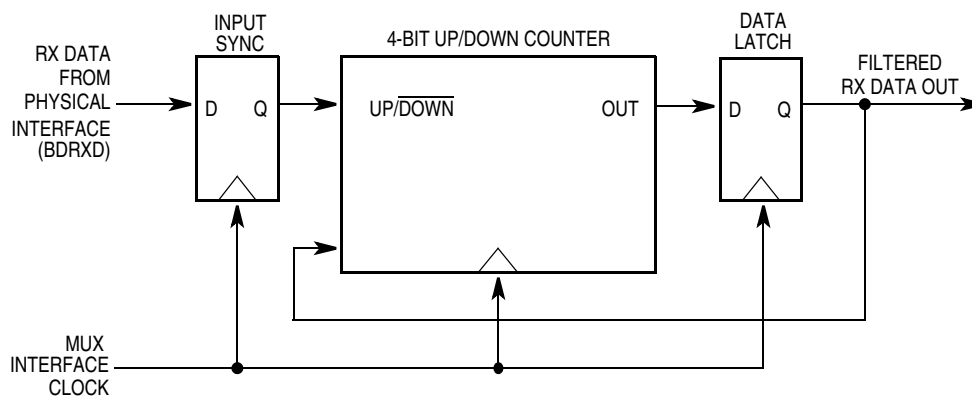 INPUT
SYNC
4-BIT UP/DOWN COUNTER
DATA
LATCH
RX DATA
FROM
PHYSICAL
INTERFACE
(BDRXD)
D Q
UP/DOWN
OUT
D Q
FILTERED
RX DATA OUT
MUX
INTERFACE
CLOCK